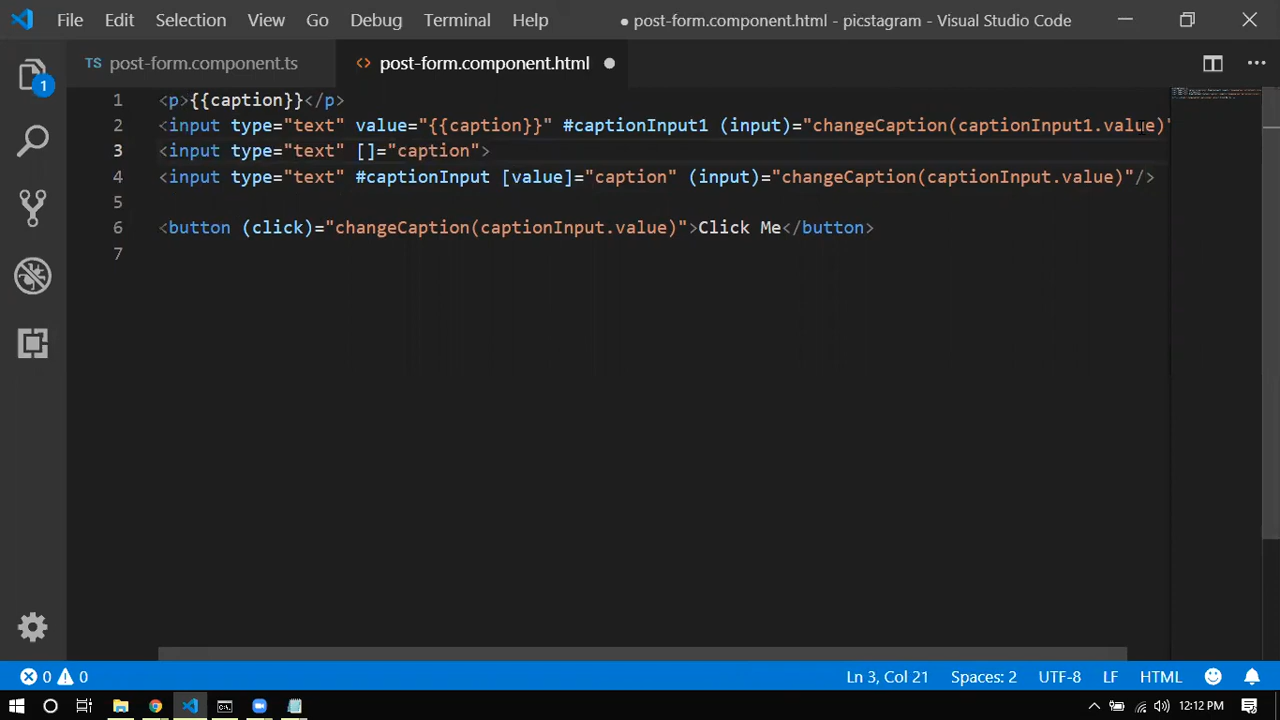 File Edit Selection View Go Debug Terminal Help ● post-form.component.html - picstagram - Visual Studio Code
TS post-form.component.ts <> post-form.component.html
1 <p>{{caption}}</p>
2 <input type="text" value="{{caption}}" #captionInput1 (input)="changeCaption(captionInput1.value)"
3 <input type="text" []="caption">
4 <input type="text" #captionInput [value]="caption" (input)="changeCaption(captionInput.value)"/>
5
6 <button (click)="changeCaption(captionInput.value)">Click Me</button>
7
1
0 0 Ln 3, Col 21 Spaces: 2 UTF-8 LF HTML
12:12 PM